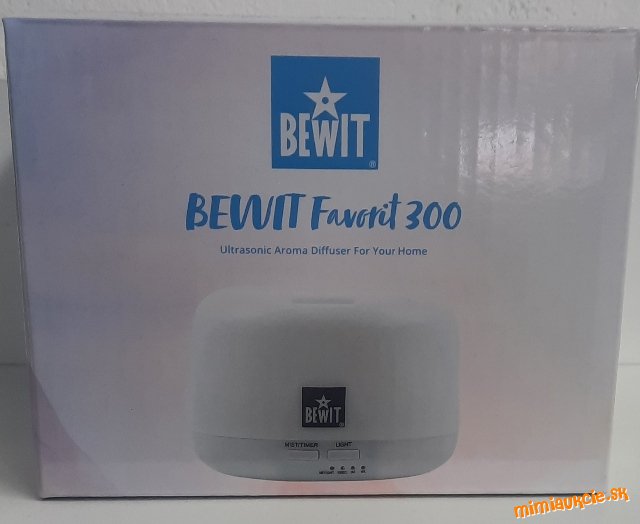 BEWIT
®
BEWIT Favorit 300
Ultrasonic Aroma Diffuser For Your Home
BEWIT
®
MIST/TIMER LIGHT
mimiaukcie.sk